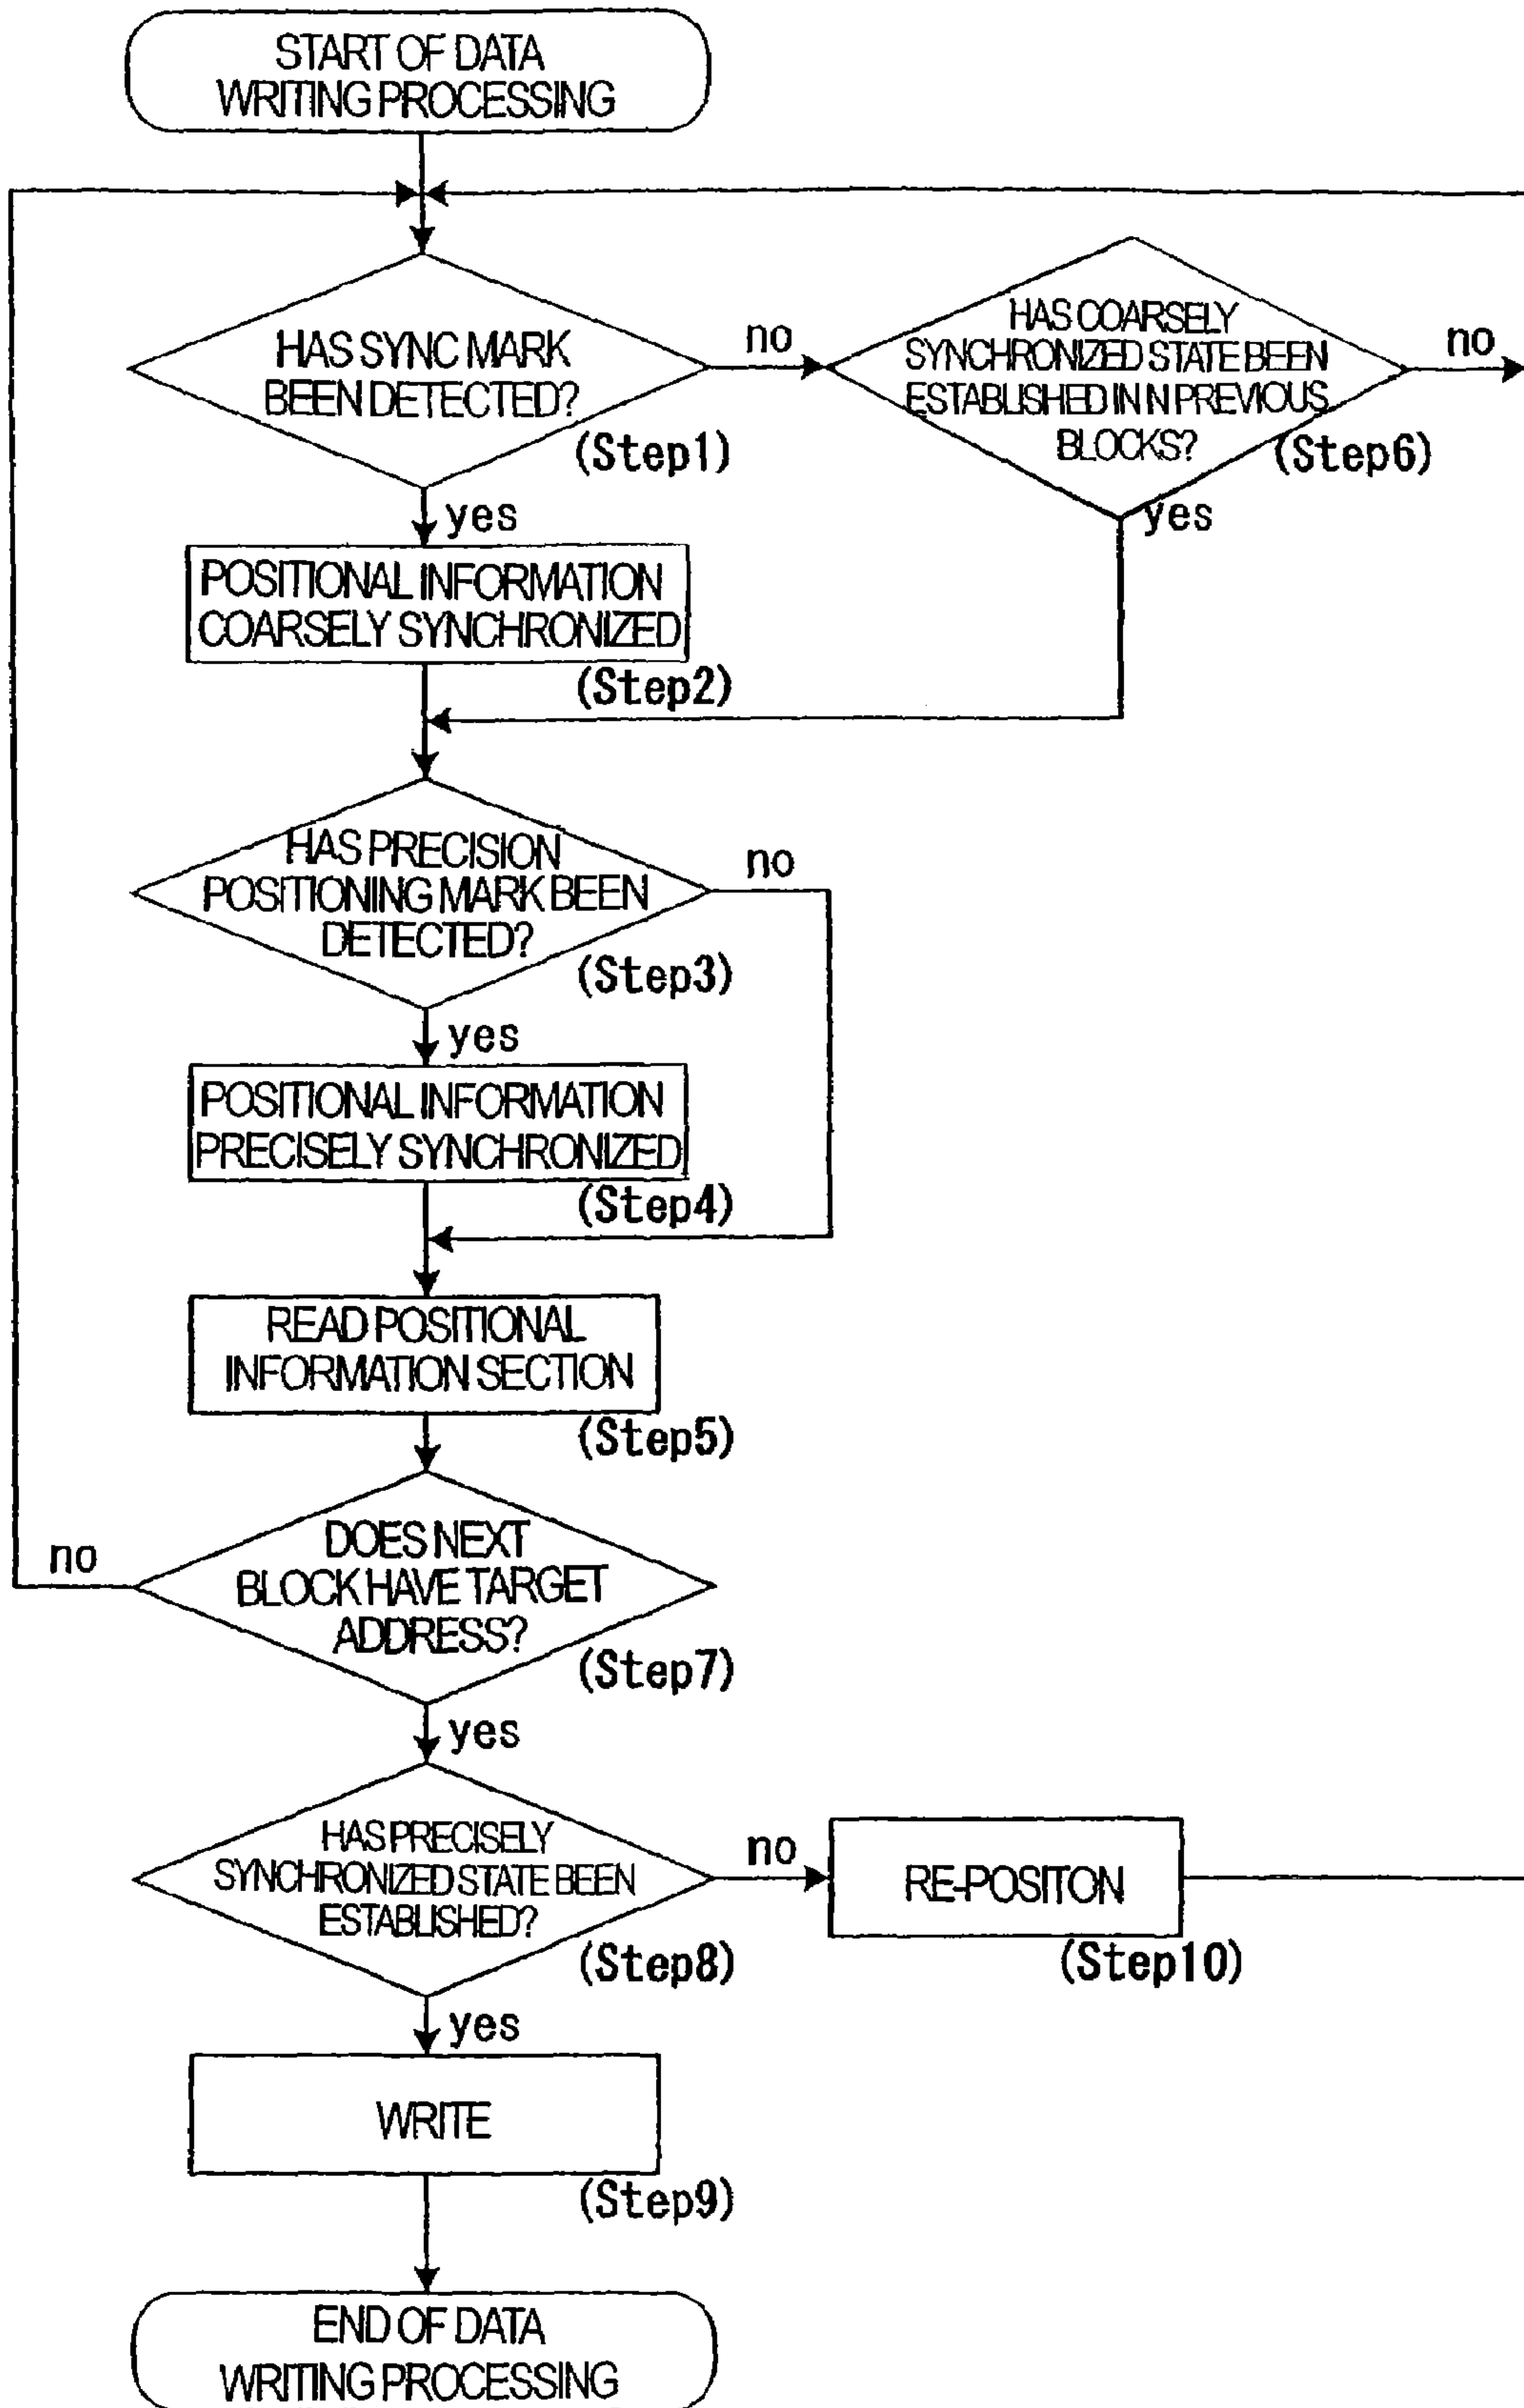 START OF DATA
WRITING PROCESSING
HAS SYNC MARK
BEEN DETECTED?
(Step1)
no
HAS COARSELY
SYNCHRONIZED STATE BEEN
ESTABLISHED IN N PREVIOUS
BLOCKS?
(Step6)
no
yes
yes
POSITIONAL INFORMATION
COARSELY SYNCHRONIZED
(Step2)
HAS PRECISION
POSITIONING MARK BEEN
DETECTED?
(Step3)
no
yes
POSITIONAL INFORMATION
PRECISELY SYNCHRONIZED
(Step4)
READ POSITIONAL
INFORMATION SECTION
(Step5)
DOES NEXT
BLOCK HAVE TARGET
ADDRESS?
(Step7)
no
yes
HAS PRECISELY
SYNCHRONIZED STATE BEEN
ESTABLISHED?
(Step8)
no
RE-POSITON
(Step10)
yes
WRITE
(Step9)
END OF DATA
WRITING PROCESSING